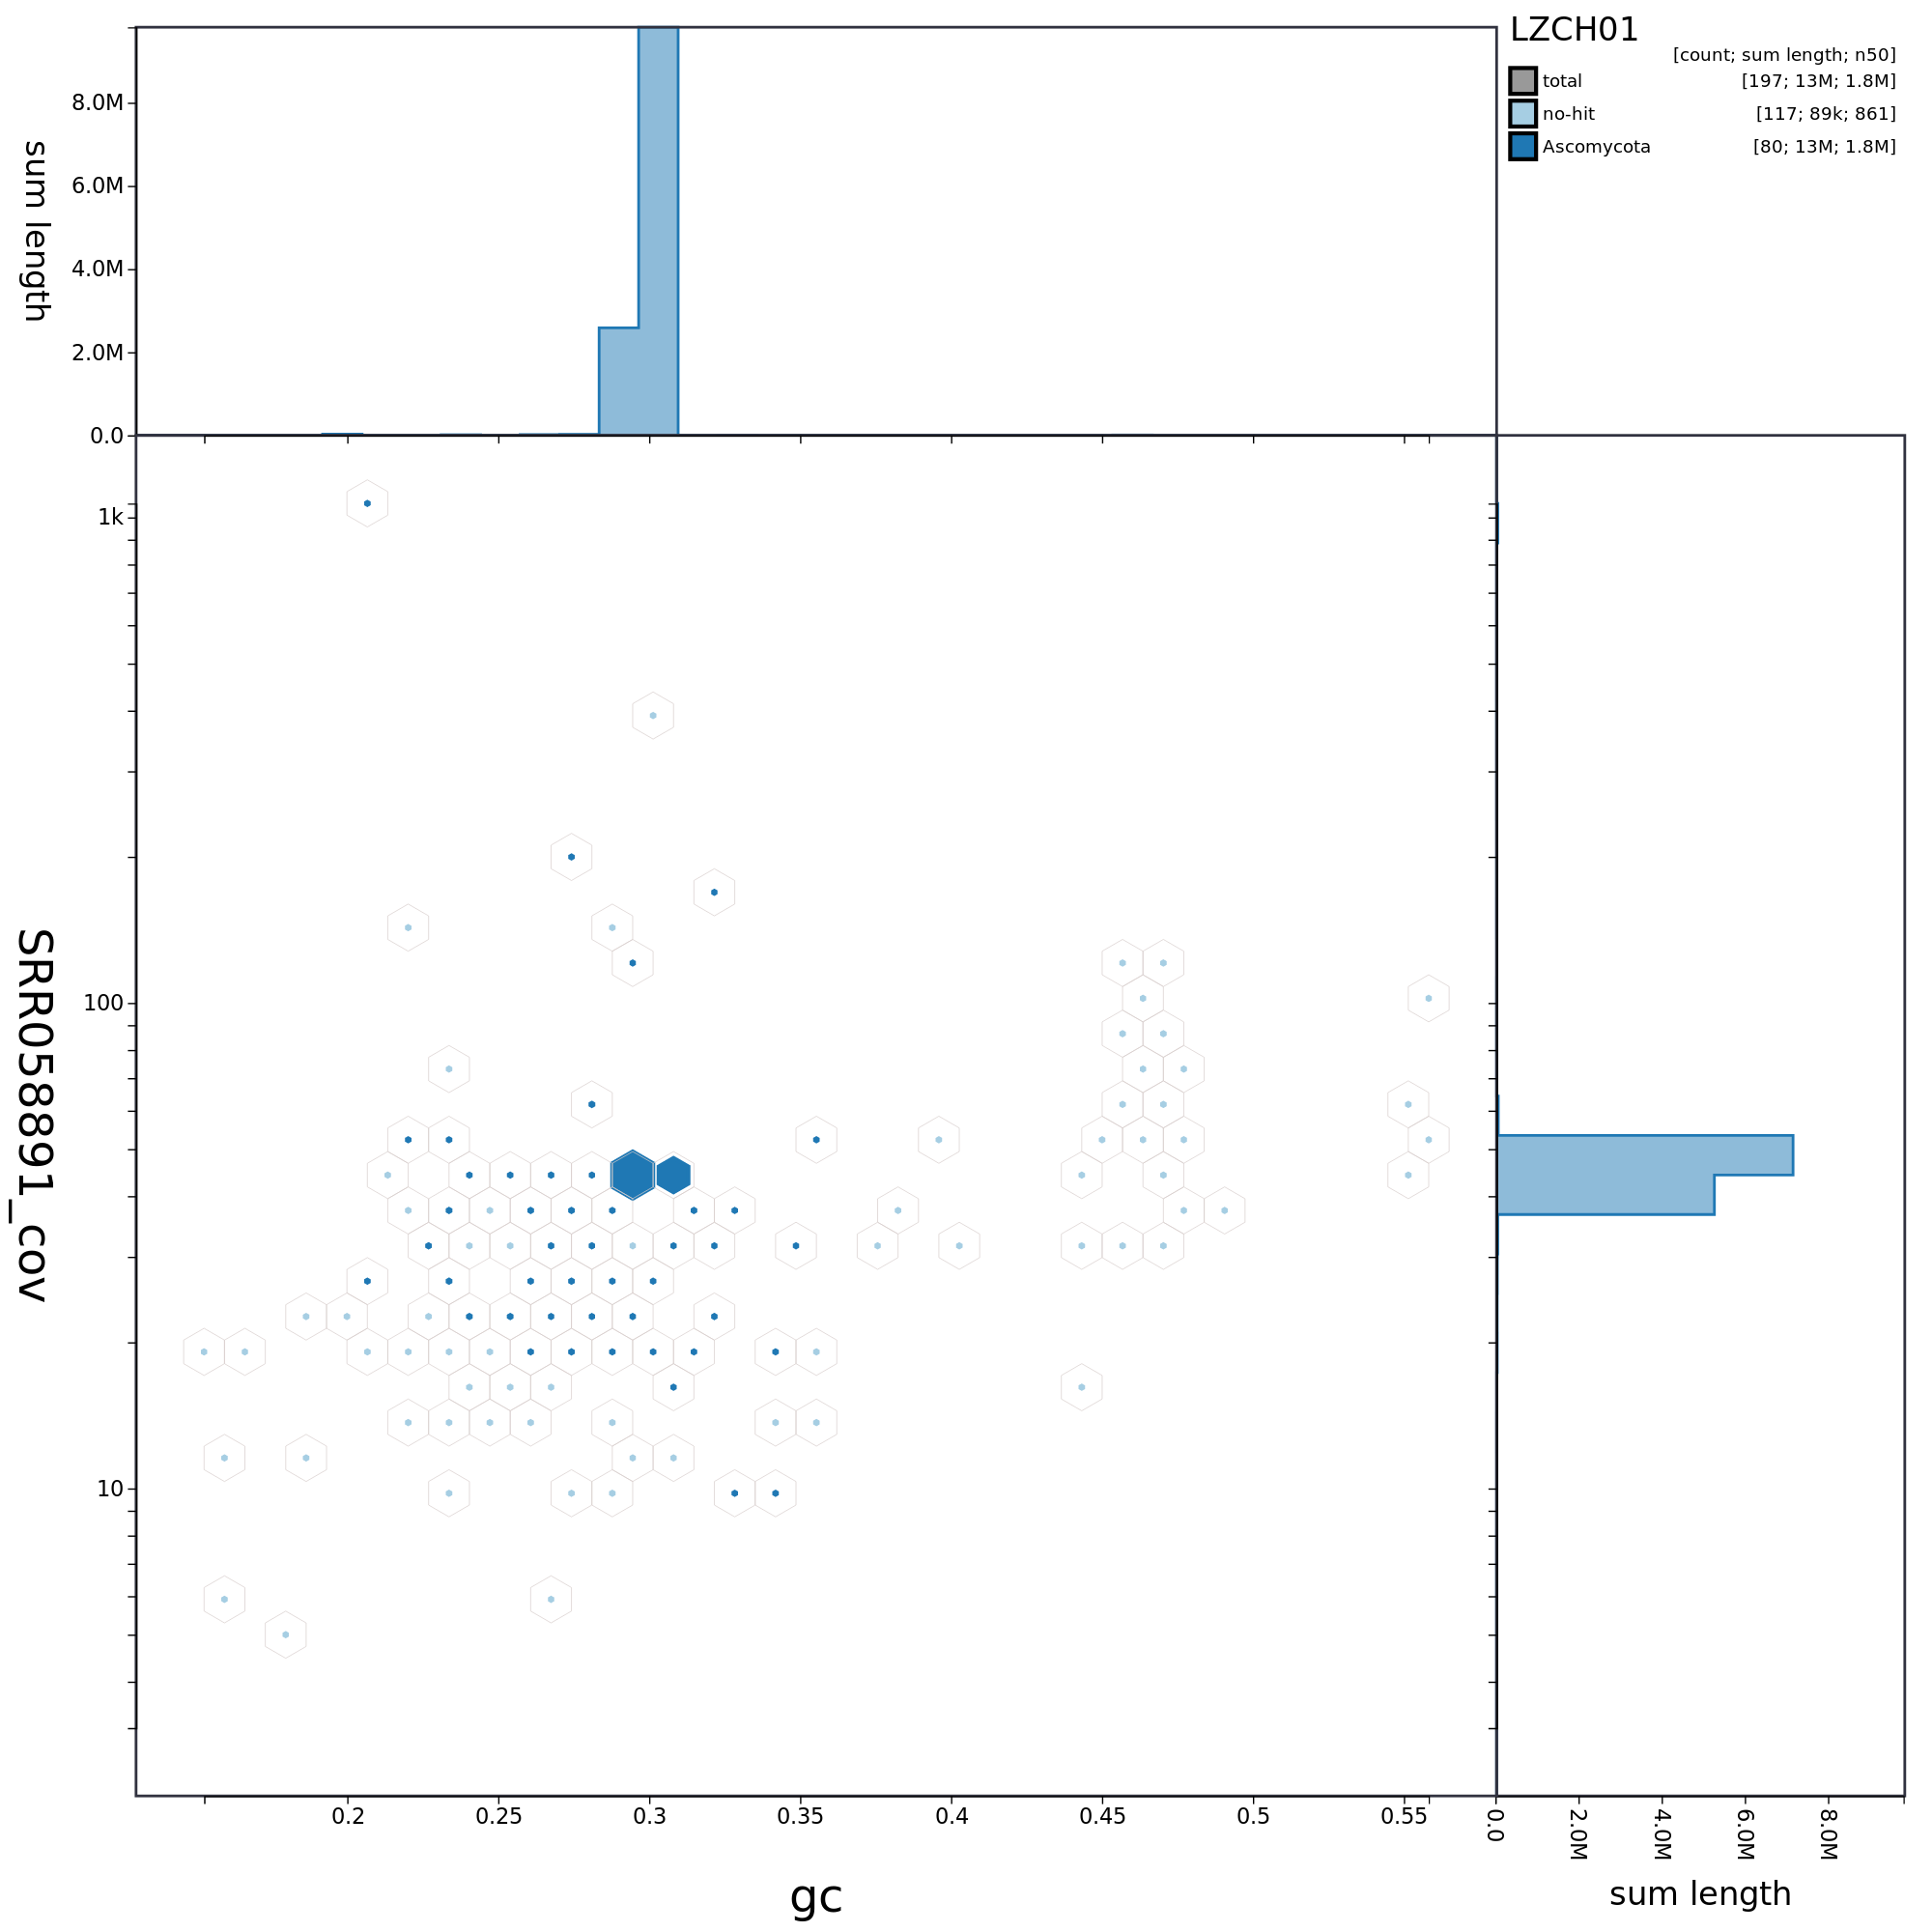 LZCH01
[count; sum length; n50]
total [197; 13M; 1.8M]
no-hit [117; 89k; 861]
Ascomycota [80; 13M; 1.8M]
sum length
8.0M
6.0M
4.0M
2.0M
0.0
SRR058891_cov
1k
100
10
0.2 0.25 0.3 0.35 0.4 0.45 0.5 0.55
gc
0.0 2.0M 4.0M 6.0M 8.0M
sum length